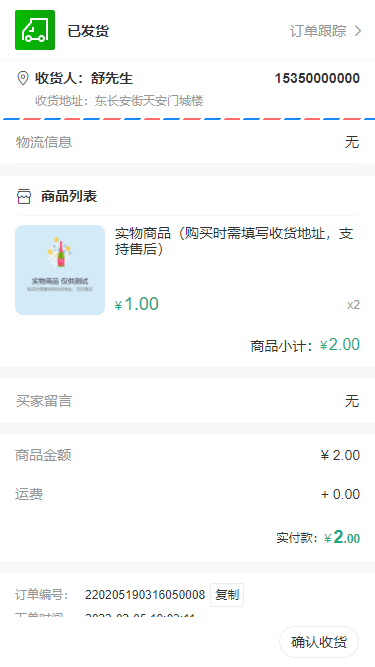 已发货
订单跟踪
收货人：舒先生
15350000000
收货地址：东长安街天安门城楼
物流信息
无
商品列表
实物商品（购买时需填写收货地址，支
持售后）
实物商品 仅供测试
¥1.00
x2
商品小计：¥2.00
买家留言
无
商品金额
¥ 2.00
运费
+ 0.00
实付款：¥2.00
订单编号：
220205190316050008
复制
确认收货